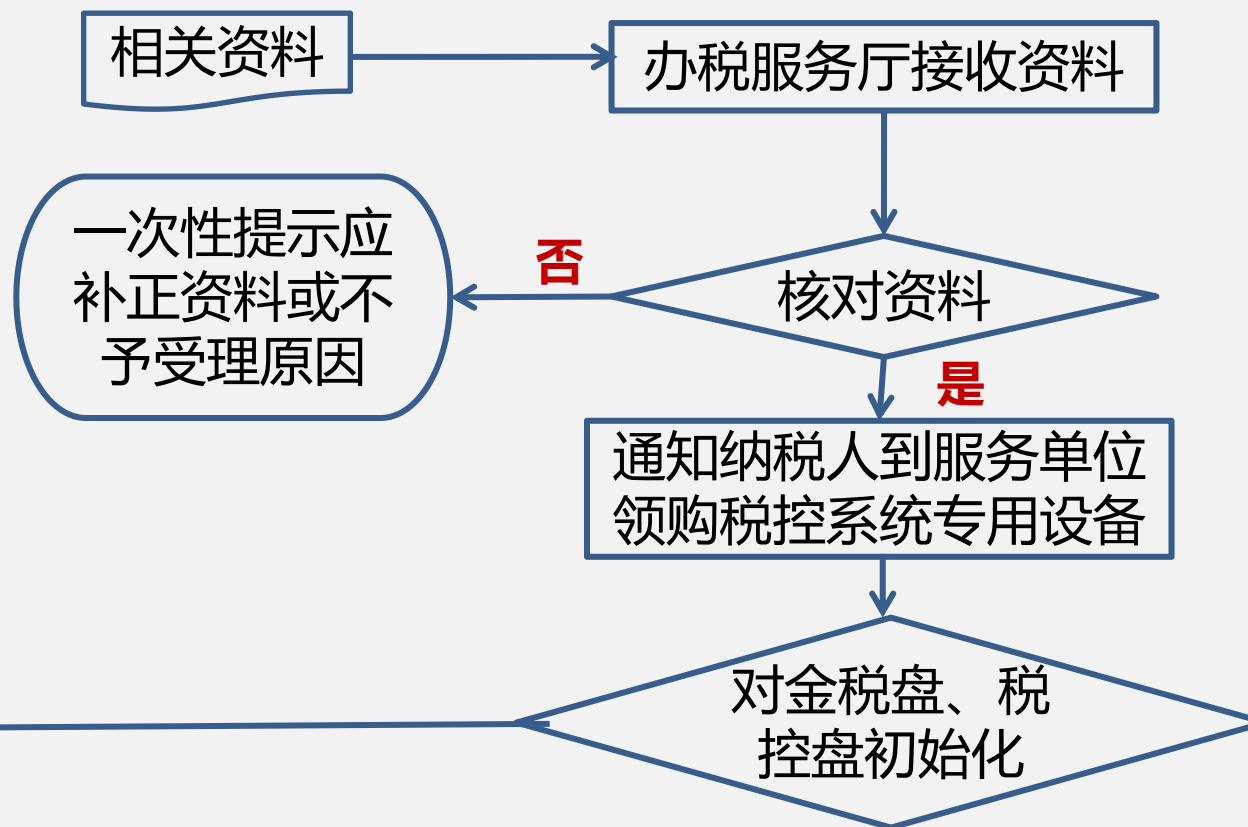 相关资料
办税服务厅接收资料
一次性提示应
补正资料或不
予受理原因
否
核对资料
是
通知纳税人到服务单位
领购税控系统专用设备
对金税盘、税
控盘初始化